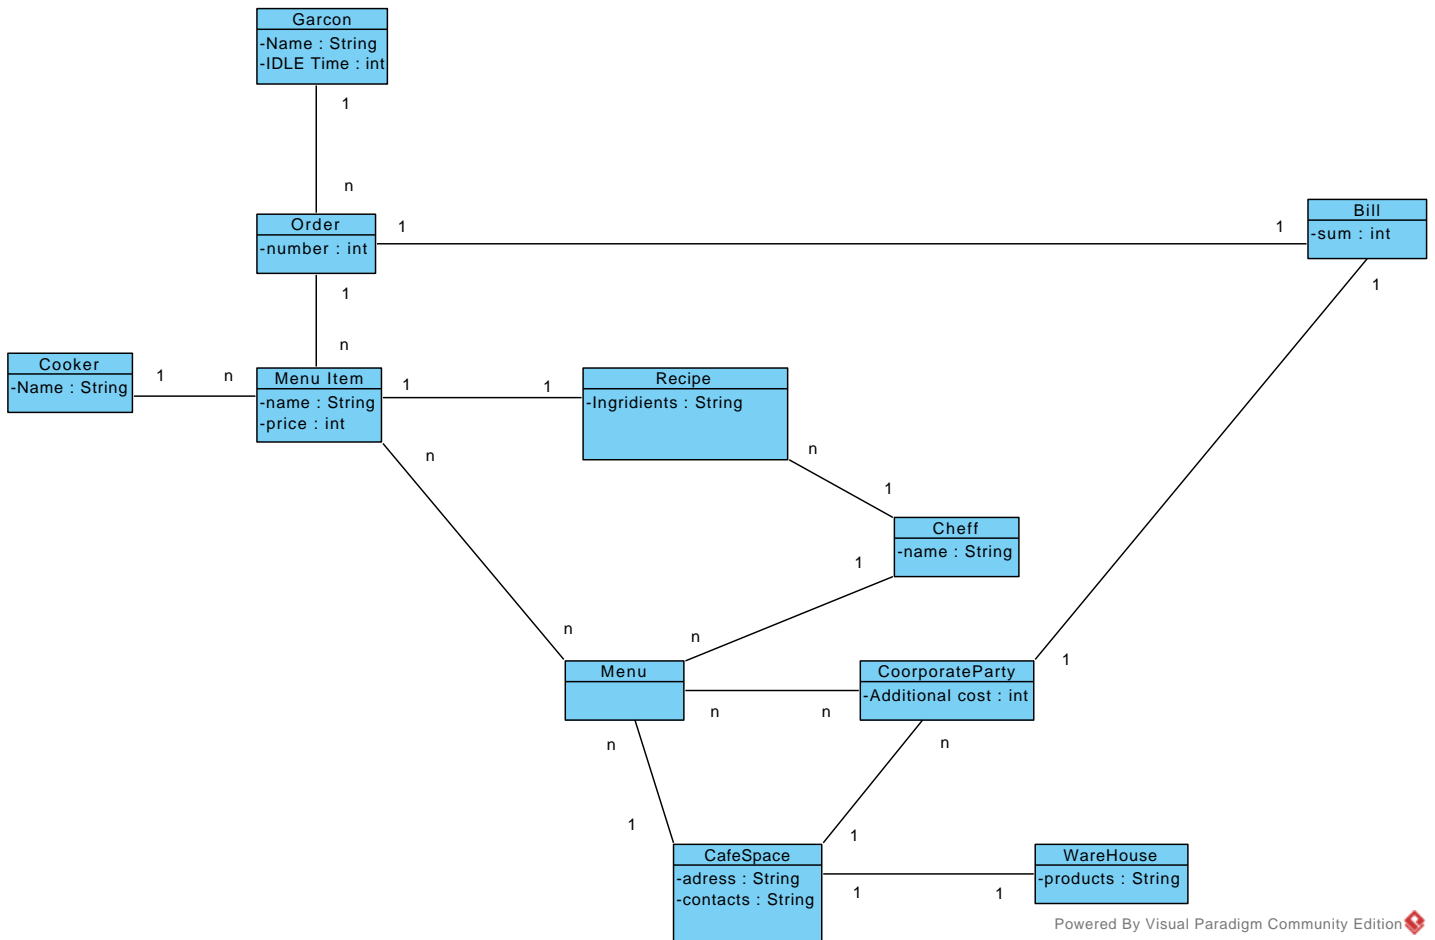 Garcon
-Name : String
-IDLE Time : int
1
n
Order
-number : int
1
1
Bill
-sum : int
1
1
n
Cooker
-Name : String
1
n
Menu Item
-name : String
-price : int
1
1
Recipe
-Ingridients : String
n
n
1
Cheff
-name : String
1
n
n
Menu
1
CoorporateParty
-Additional cost : int
n
n
n
n
1
1
CafeSpace
-adress : String
-contacts : String
1
1
WareHouse
-products : String
Powered By Visual Paradigm Community Edition